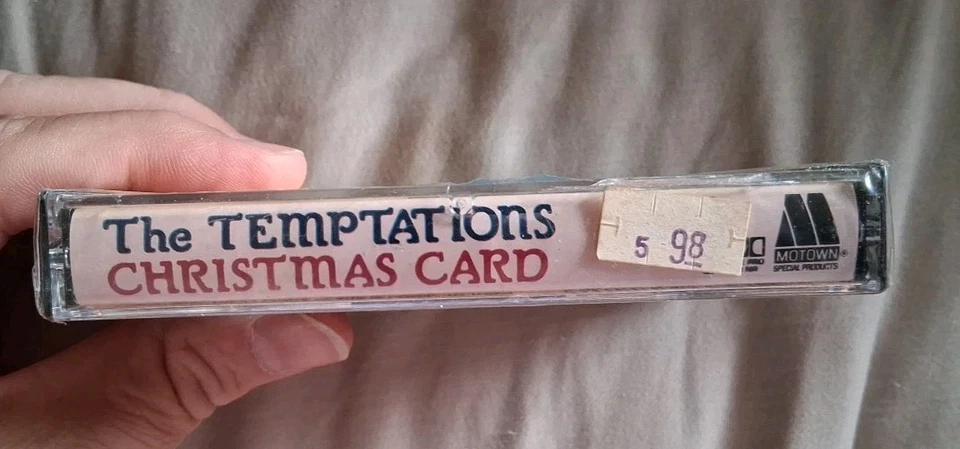 The TEMPTATIONS
CHRISTMAS CARD
5 98
MOTOWN®
SPECIAL PRODUCTS